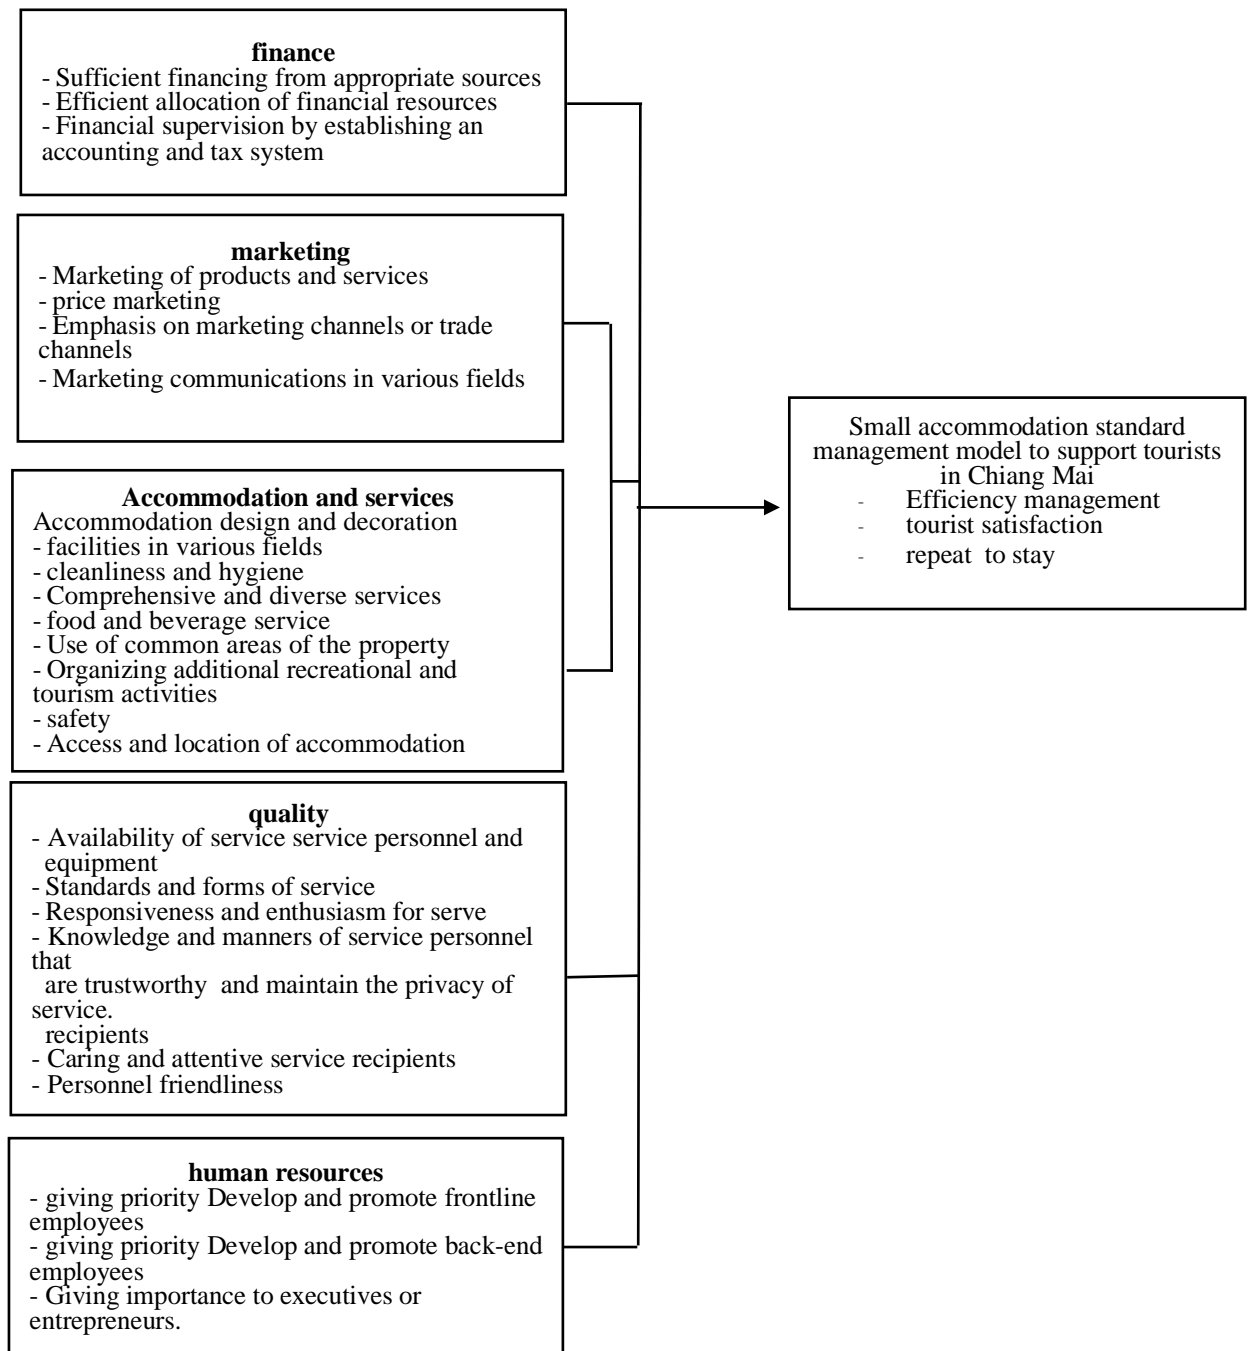 finance
- Sufficient financing from appropriate sources
- Efficient allocation of financial resources
- Financial supervision by establishing an
accounting and tax system
marketing
- Marketing of products and services
- price marketing
- Emphasis on marketing channels or trade
channels
- Marketing communications in various fields
Accommodation and services
Accommodation design and decoration
- facilities in various fields
- cleanliness and hygiene
- Comprehensive and diverse services
- food and beverage service
- Use of common areas of the property
- Organizing additional recreational and
tourism activities
- safety
- Access and location of accommodation
quality
- Availability of service service personnel and
equipment
- Standards and forms of service
- Responsiveness and enthusiasm for serve
- Knowledge and manners of service personnel
that
are trustworthy  and maintain the privacy of
service.
recipients
- Caring and attentive service recipients
- Personnel friendliness
human resources
- giving priority Develop and promote frontline
employees
- giving priority Develop and promote back-end
employees
- Giving importance to executives or
entrepreneurs.
Small accommodation standard
management model to support tourists
in Chiang Mai
- Efficiency management
- tourist satisfaction
- repeat  to stay